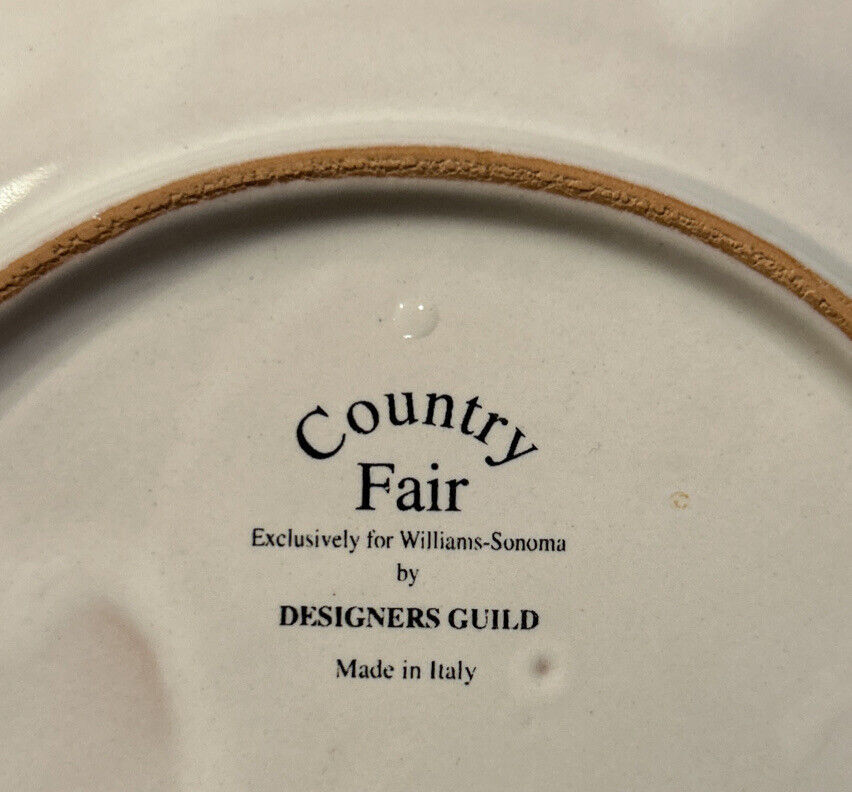 Country
Fair
Exclusively for Williams-Sonoma
by
DESIGNERS GUILD
Made in Italy